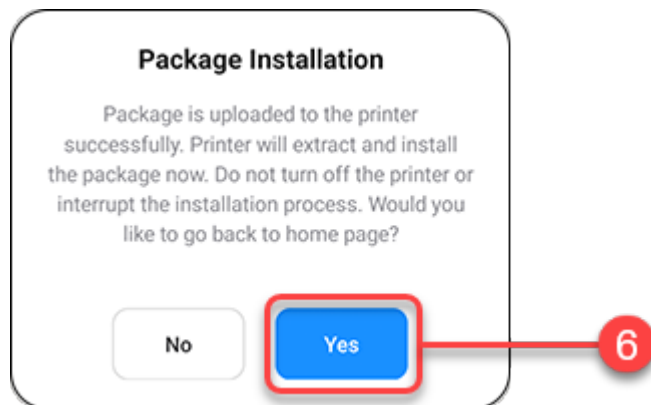 Package Installation
Package is uploaded to the printer
successfully. Printer will extract and install
the package now. Do not turn off the printer or
interrupt the installation process. Would you
like to go back to home page?
No
Yes
6